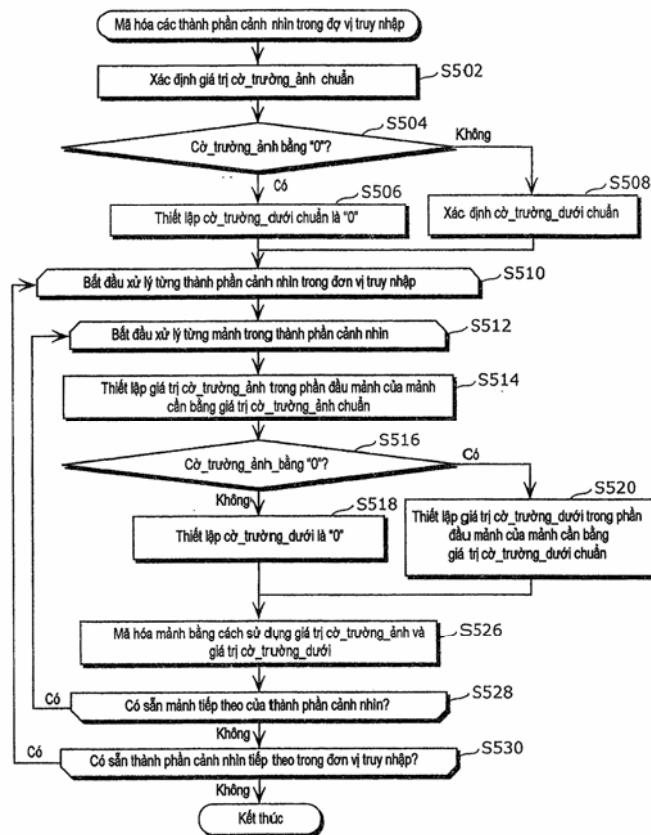 Mã hóa các thành phần cảnh nhìn trong đợ vị truy nhập
S502
Xác định giá trị cờ_trường_ảnh chuẩn
S504
Cờ_trường_ảnh bằng "0"?
Không
Có
S506
Thiết lập cờ_trường_dưới chuẩn là "0"
S508
Xác định cờ_trường_dưới chuẩn
S510
Bắt đầu xử lý từng thành phần cảnh nhìn trong đơn vị truy nhập
S512
Bắt đầu xử lý từng mảnh trong thành phần cảnh nhìn
S514
Thiết lập giá trị cờ_trường_ảnh trong phần đầu mảnh của mảnh
cần bằng giá trị cờ_trường_ảnh chuẩn
S516
Cờ_trường_ảnh_bằng "0"?
Có
Không
S518
Thiết lập cờ_trường_dưới là "0"
S520
Thiết lập giá trị cờ_trường_dưới trong phần
đầu mảnh của mảnh cần bằng
giá trị cờ_trường_dưới chuẩn
S526
Mã hóa mảnh bằng cách sử dụng giá trị cờ_trường_ảnh và
giá trị cờ_trường_dưới
S528
Có
Có sẵn mảnh tiếp theo của thành phần cảnh nhìn?
Không
S530
Có
Có sẵn thành phần cảnh nhìn tiếp theo trong đơn vị truy nhập?
Không
Kết thúc